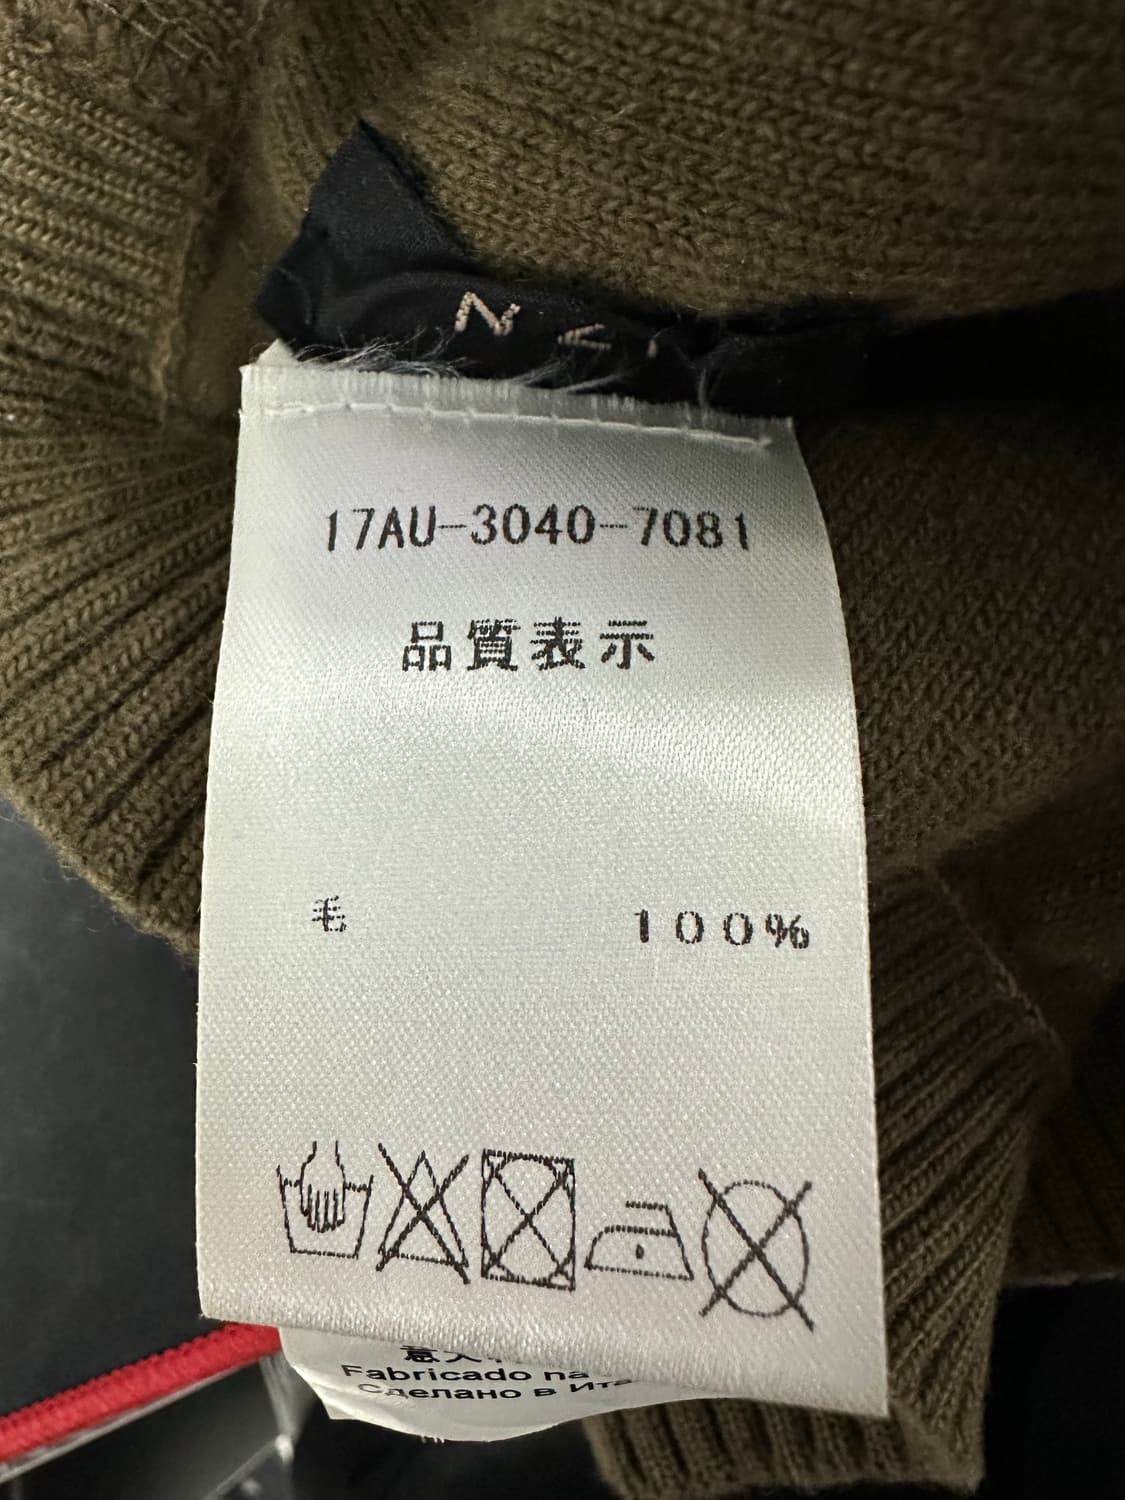 17AU-3040-7081
品質表示
毛 100%
Fabricado na
Сделано в Ита